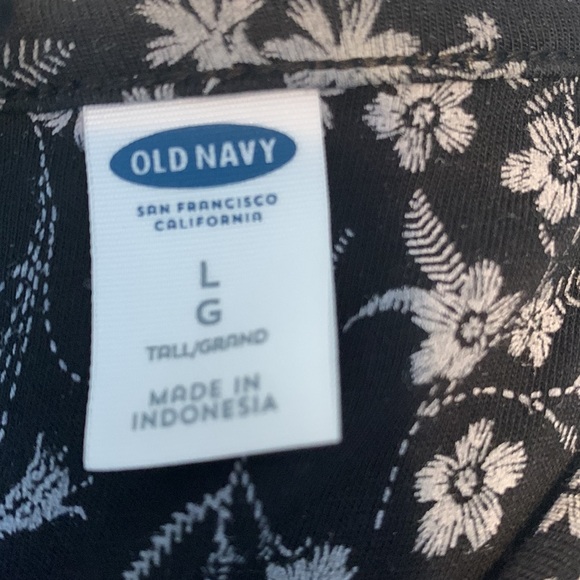 OLD NAVY
SAN FRANCISCO
CALIFORNIA
L
G
TALL/GRAND
MADE IN
INDONESIA